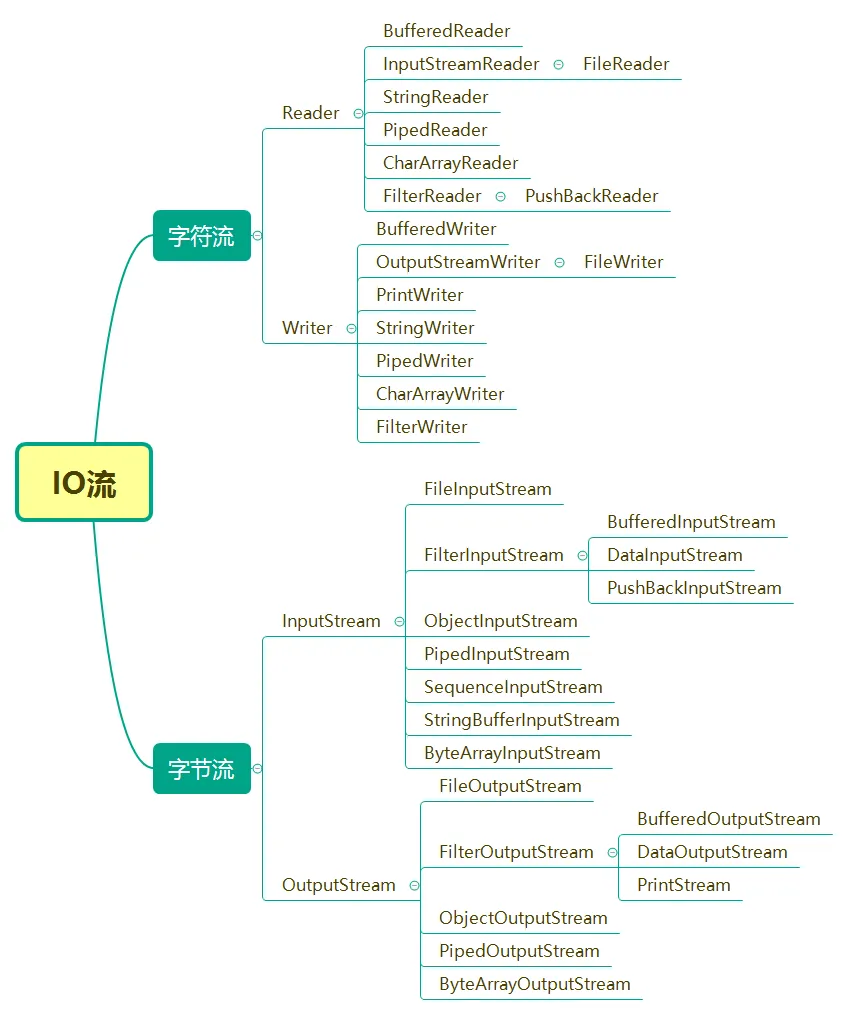 IO流
字符流
Reader
BufferedReader
InputStreamReader
FileReader
StringReader
PipedReader
CharArrayReader
FilterReader
PushBackReader
Writer
BufferedWriter
OutputStreamWriter
FileWriter
PrintWriter
StringWriter
PipedWriter
CharArrayWriter
FilterWriter
字节流
InputStream
FileInputStream
FilterInputStream
BufferedInputStream
DataInputStream
PushBackInputStream
ObjectInputStream
PipedInputStream
SequenceInputStream
StringBufferInputStream
ByteArrayInputStream
OutputStream
FileOutputStream
FilterOutputStream
BufferedOutputStream
DataOutputStream
PrintStream
ObjectOutputStream
PipedOutputStream
ByteArrayOutputStream